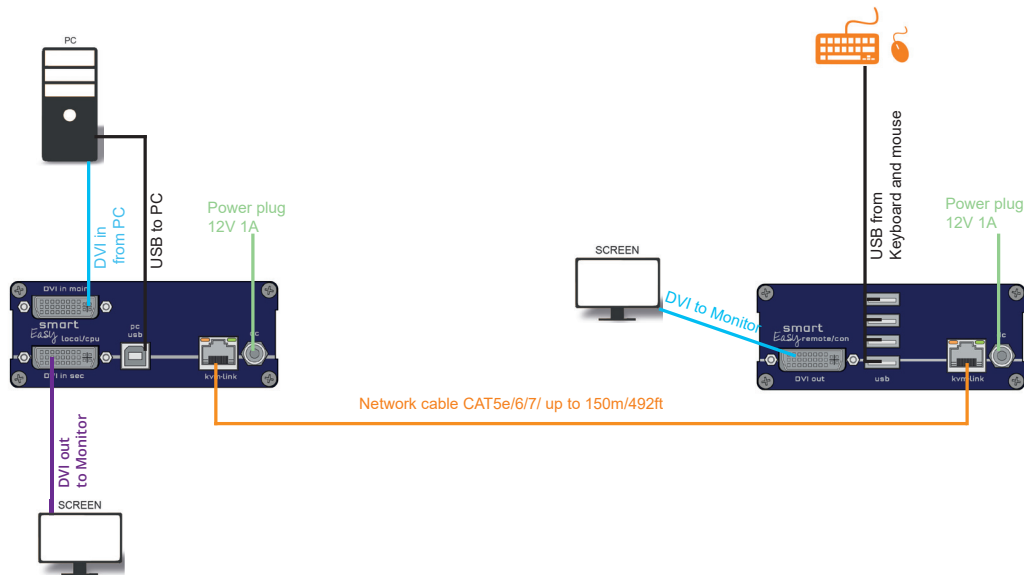 PC
DVI in
from PC
USB to PC
Power plug
12V 1A
DVI in main
smart
Easy local/cpu
pc
usb
dc
DVI in sec
kvm-link
DVI out
to Monitor
SCREEN
Network cable CAT5e/6/7/ up to 150m/492ft
SCREEN
DVI to Monitor
USB from
Keyboard and mouse
Power plug
12V 1A
smart
Easy remote/con
dc
DVI out
usb
kvm-link